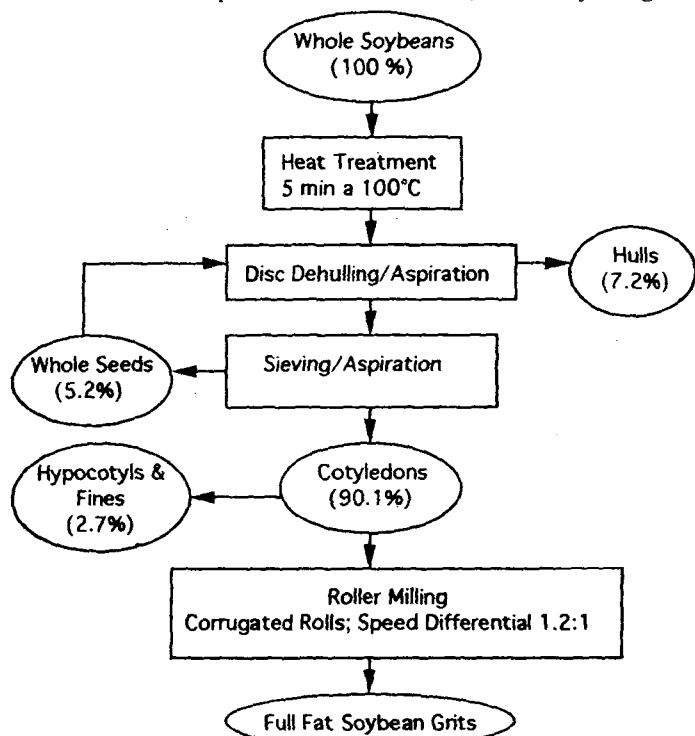 Whole Soybeans
(100 %)
Heat Treatment
5 min a 100°C
Disc Dehulling/Aspiration
Hulls
(7.2%)
Sieving/Aspiration
Whole Seeds
(5.2%)
Cotyledons
(90.1%)
Hypocotyls &
Fines
(2.7%)
Roller Milling
Corrugated Rolls; Speed Differential 1.2:1
Full Fat Soybean Grits